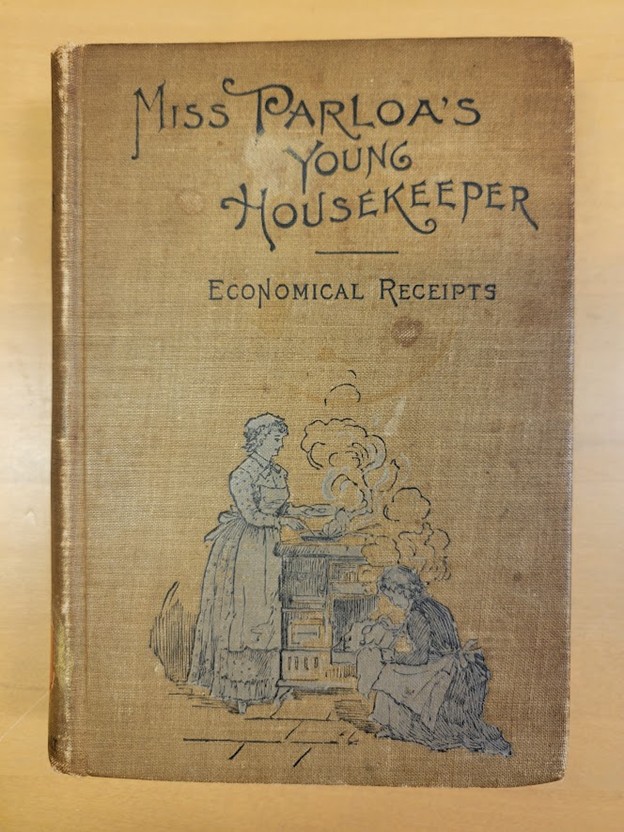 Miss Parloa's
Young
Housekeeper
Economical Receipts